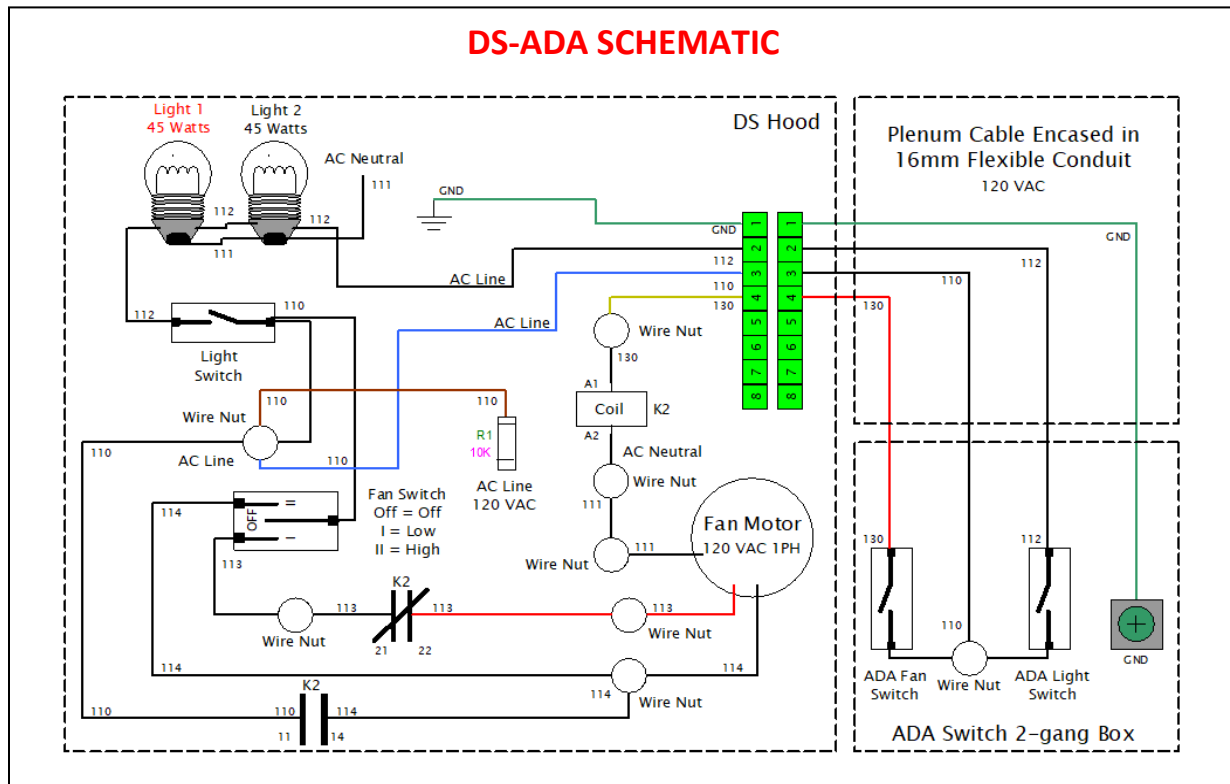 DS-ADA SCHEMATIC
Light 1
45 Watts
Light 2
45 Watts
AC Neutral
111
112
112
111
DS Hood
GND
GND
1
2
3
4
5
6
7
8
1
2
3
4
5
6
7
8
112
110
130
AC Line
AC Line
112
110
Light
Switch
Wire Nut
110
AC Line
110
110
110
R1
10K
AC Line
120 VAC
Wire Nut
130
A1
Coil
K2
A2
AC Neutral
Wire Nut
111
Wire Nut
111
Fan Motor
120 VAC 1PH
Fan Switch
Off = Off
I = Low
II = High
OFF
=
–
114
113
Wire Nut
113
K2
21
22
113
113
Wire Nut
114
114
114
Wire Nut
K2
110
110
114
11
14
Plenum Cable Encased in
16mm Flexible Conduit
120 VAC
GND
112
110
130
130
112
110
ADA Fan
Switch
Wire Nut
ADA Light
Switch
GND
ADA Switch 2-gang Box